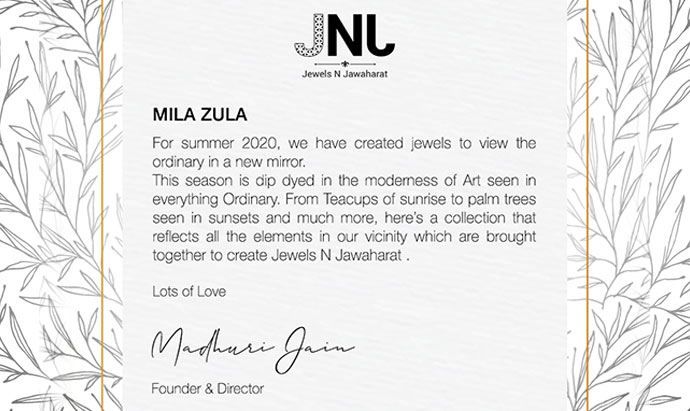 JNJ
Jewels N Jawaharat
MILA ZULA
For summer 2020, we have created jewels to view the
ordinary in a new mirror.
This season is dip dyed in the moderness of Art seen in
everything Ordinary. From Teacups of sunrise to palm trees
seen in sunsets and much more, here's a collection that
reflects all the elements in our vicinity which are brought
together to create Jewels N Jawaharat .
Lots of Love
Madhuri Jain
Founder & Director